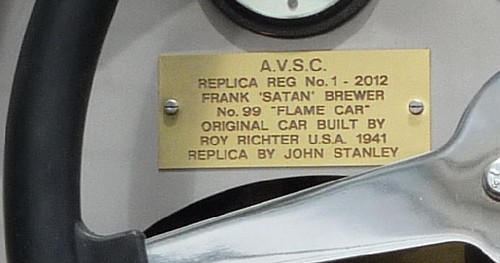 A.V.S.C.
REPLICA REG No. 1 - 2012
FRANK 'SATAN' BREWER
No. 99 "FLAME CAR"
ORIGINAL CAR BUILT BY
ROY RICHTER U.S.A. 1941
REPLICA BY JOHN STANLEY